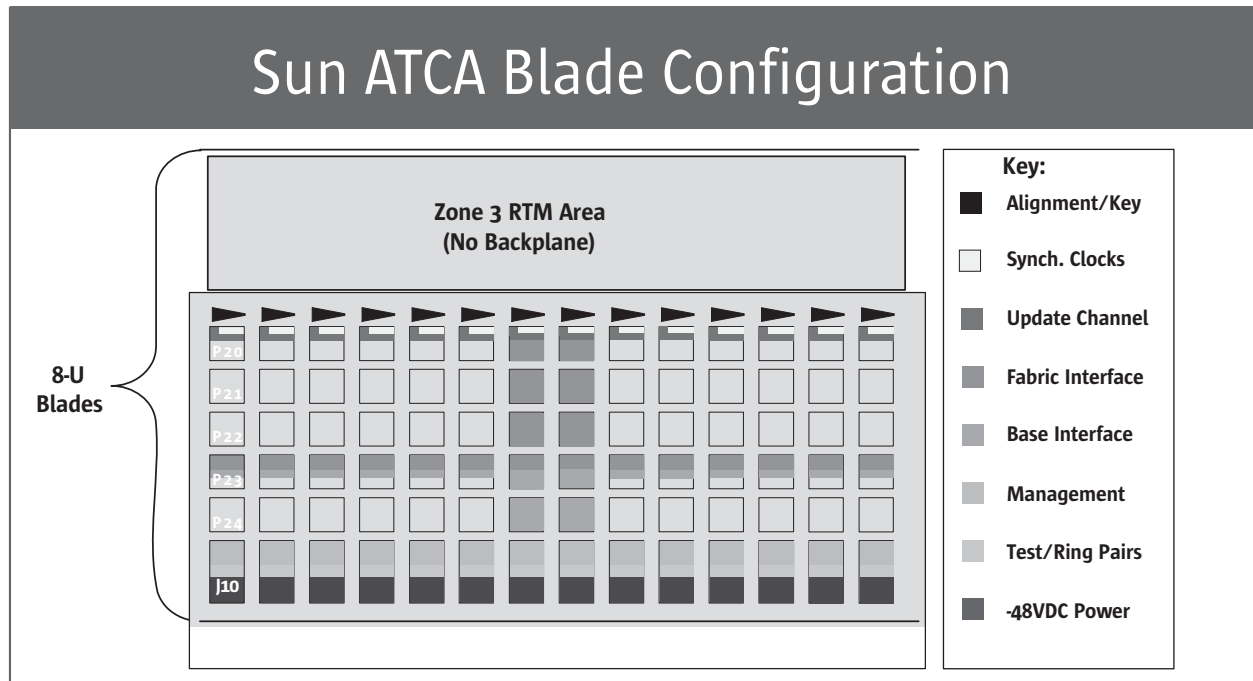 Sun ATCA Blade Configuration
Zone 3 RTM Area
(No Backplane)
8-U
Blades
P20
P21
P22
P23
P24
J10
Key:
Alignment/Key
Synch. Clocks
Update Channel
Fabric Interface
Base Interface
Management
Test/Ring Pairs
-48VDC Power